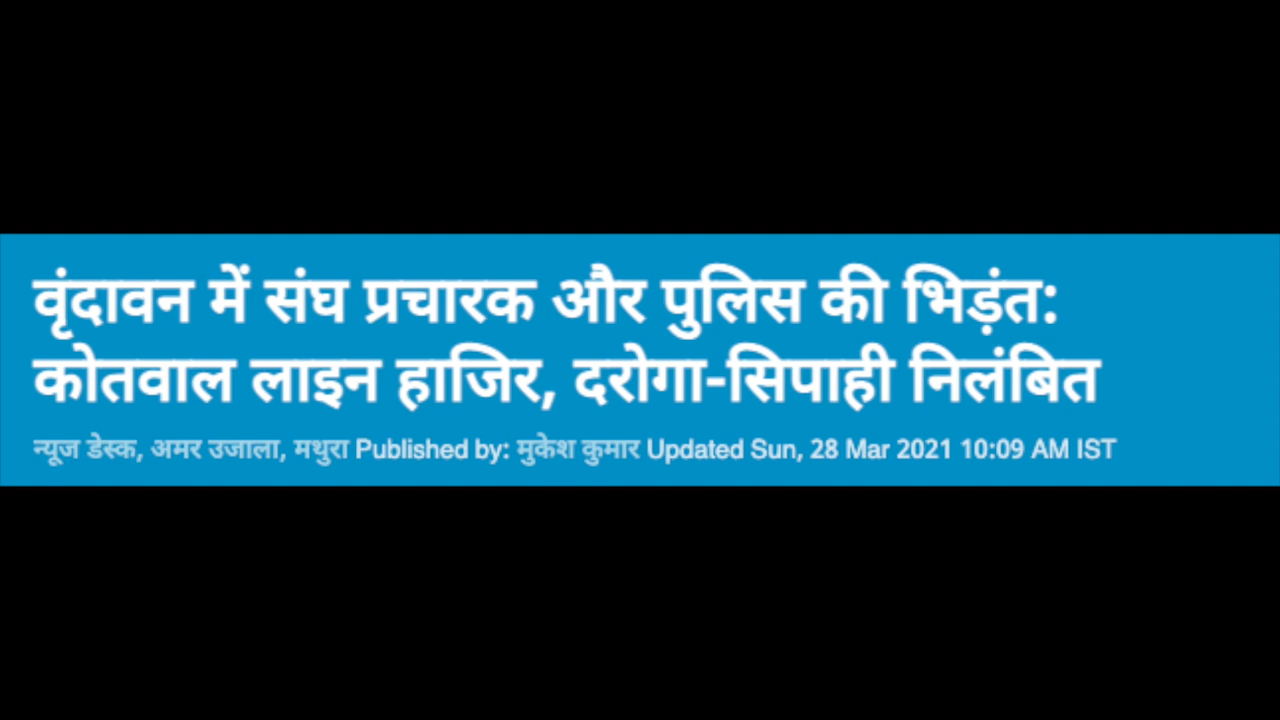 वृंदावन में संघ प्रचारक और पुलिस की भिड़ंत:
कोतवाल लाइन हाजिर, दरोगा-सिपाही निलंबित
न्यूज डेस्क, अमर उजाला, मथुरा Published by: मुकेश कुमार Updated Sun, 28 Mar 2021 10:09 AM IST